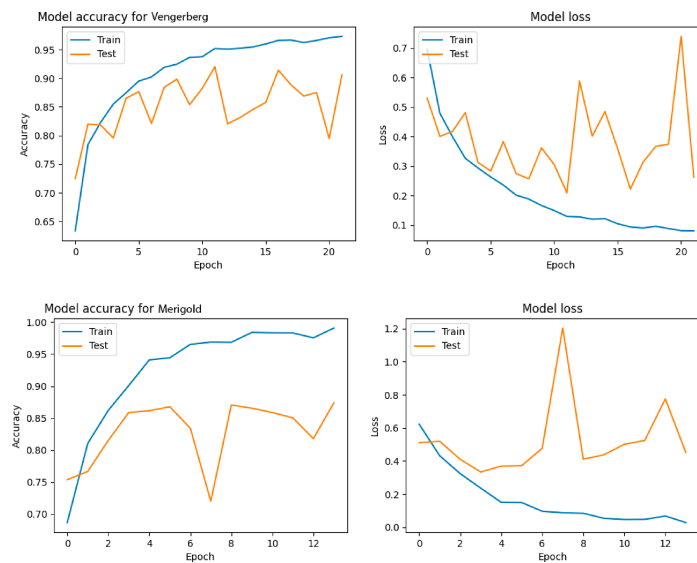 Model accuracy for Vengerberg
Train
Test
0.95
0.90
0.85
0.80
0.75
0.70
0.65
Accuracy
0 5 10 15 20
Epoch
Model loss
Train
Test
0.7
0.6
0.5
0.4
0.3
0.2
0.1
Loss
0 5 10 15 20
Epoch
Model accuracy for Merigold
Train
Test
1.00
0.95
0.90
0.85
0.80
0.75
0.70
Accuracy
0 2 4 6 8 10 12
Epoch
Model loss
Train
Test
1.2
1.0
0.8
0.6
0.4
0.2
0.0
Loss
0 2 4 6 8 10 12
Epoch